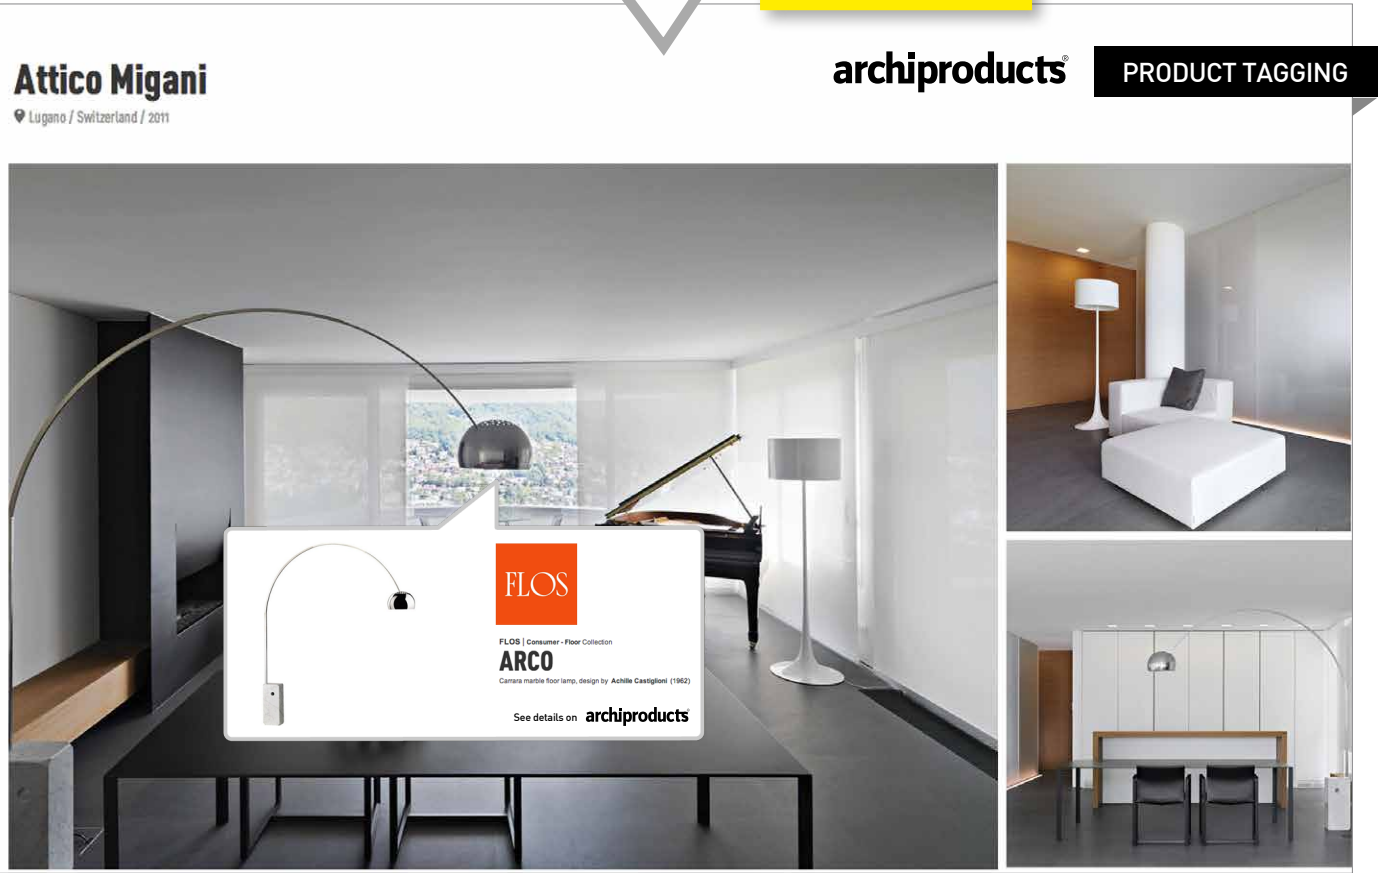 Attico Migani
Lugano / Switzerland / 2011
archiproducts®
PRODUCT TAGGING
FLOS
FLOS | Consumer - Floor Collection
ARCO
Carrara marble floor lamp, design by Achille Castiglioni (1962)
See details on archiproducts®